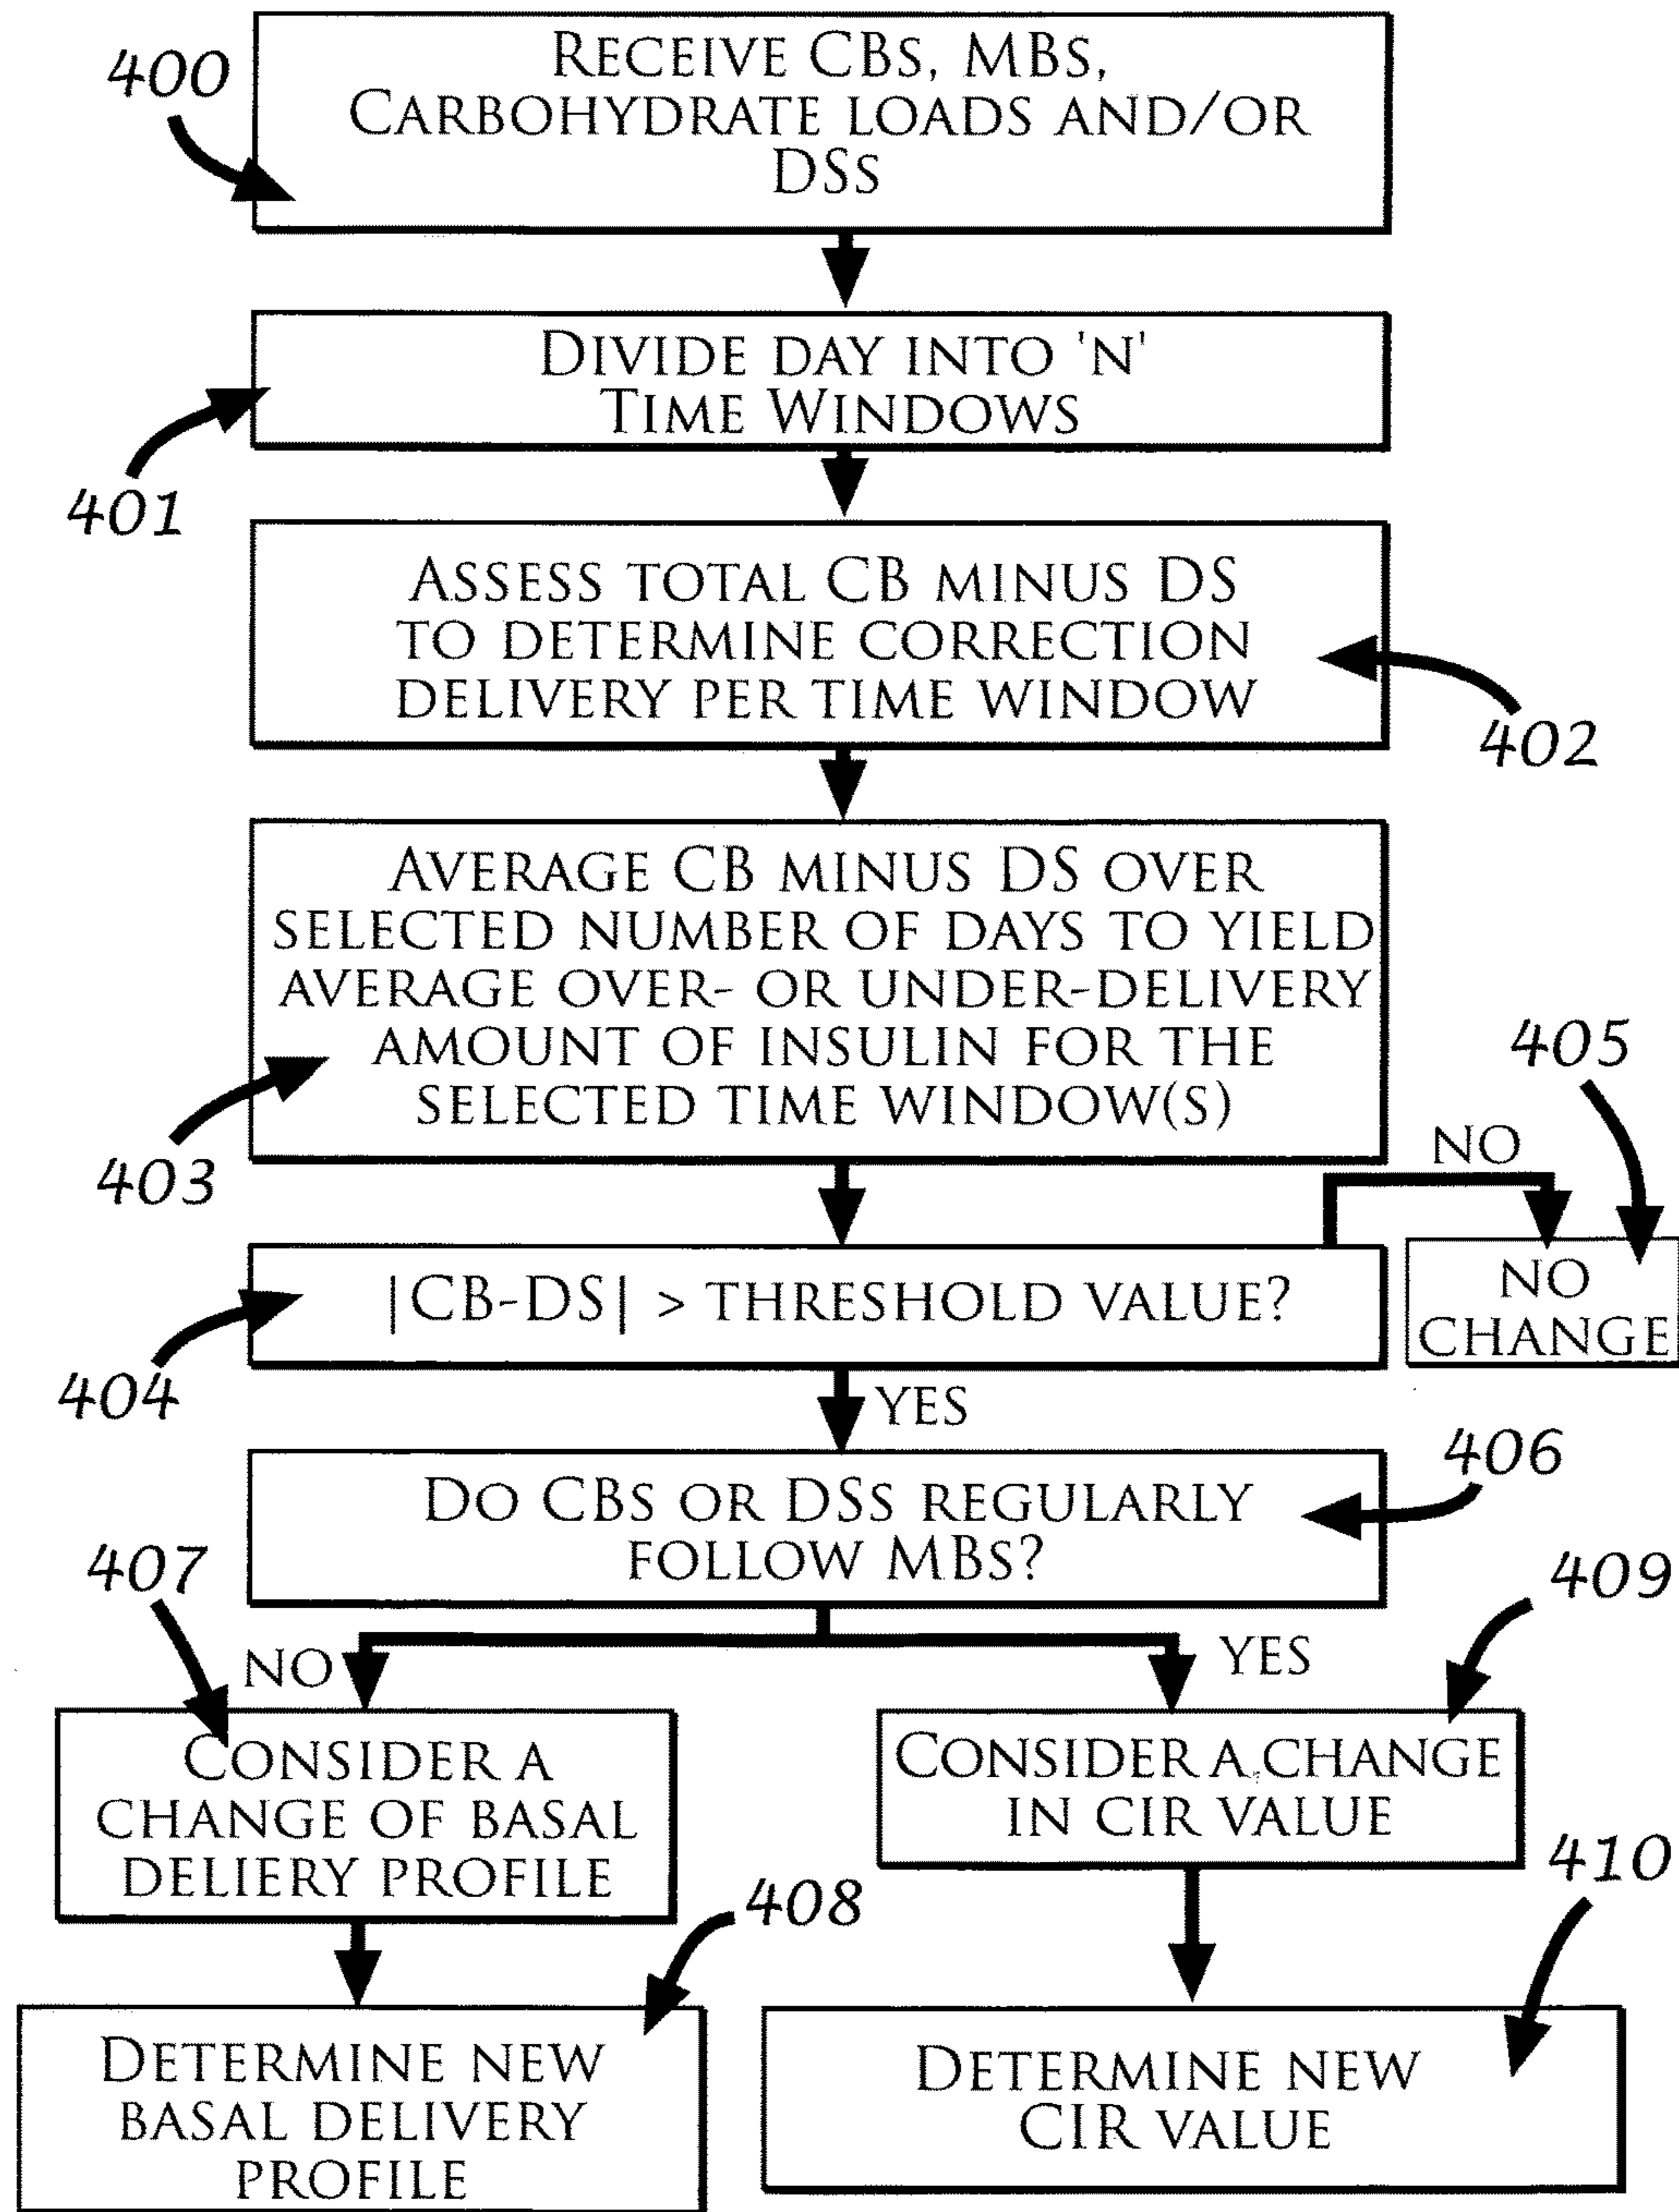 400
RECEIVE CBS, MBS,
CARBOHYDRATE LOADS AND/OR
DSS
DIVIDE DAY INTO 'N'
TIME WINDOWS
401
ASSESS TOTAL CB MINUS DS
TO DETERMINE CORRECTION
DELIVERY PER TIME WINDOW
402
AVERAGE CB MINUS DS OVER
SELECTED NUMBER OF DAYS TO YIELD
AVERAGE OVER- OR UNDER-DELIVERY
AMOUNT OF INSULIN FOR THE
SELECTED TIME WINDOW(S)
403
405
NO
|CB-DS| > THRESHOLD VALUE?
NO
CHANGE
404
YES
DO CBS OR DSS REGULARLY
FOLLOW MBS?
406
407
409
NO
YES
CONSIDER A
CHANGE OF BASAL
DELIERY PROFILE
CONSIDER A CHANGE
IN CIR VALUE
408
410
DETERMINE NEW
BASAL DELIVERY
PROFILE
DETERMINE NEW
CIR VALUE